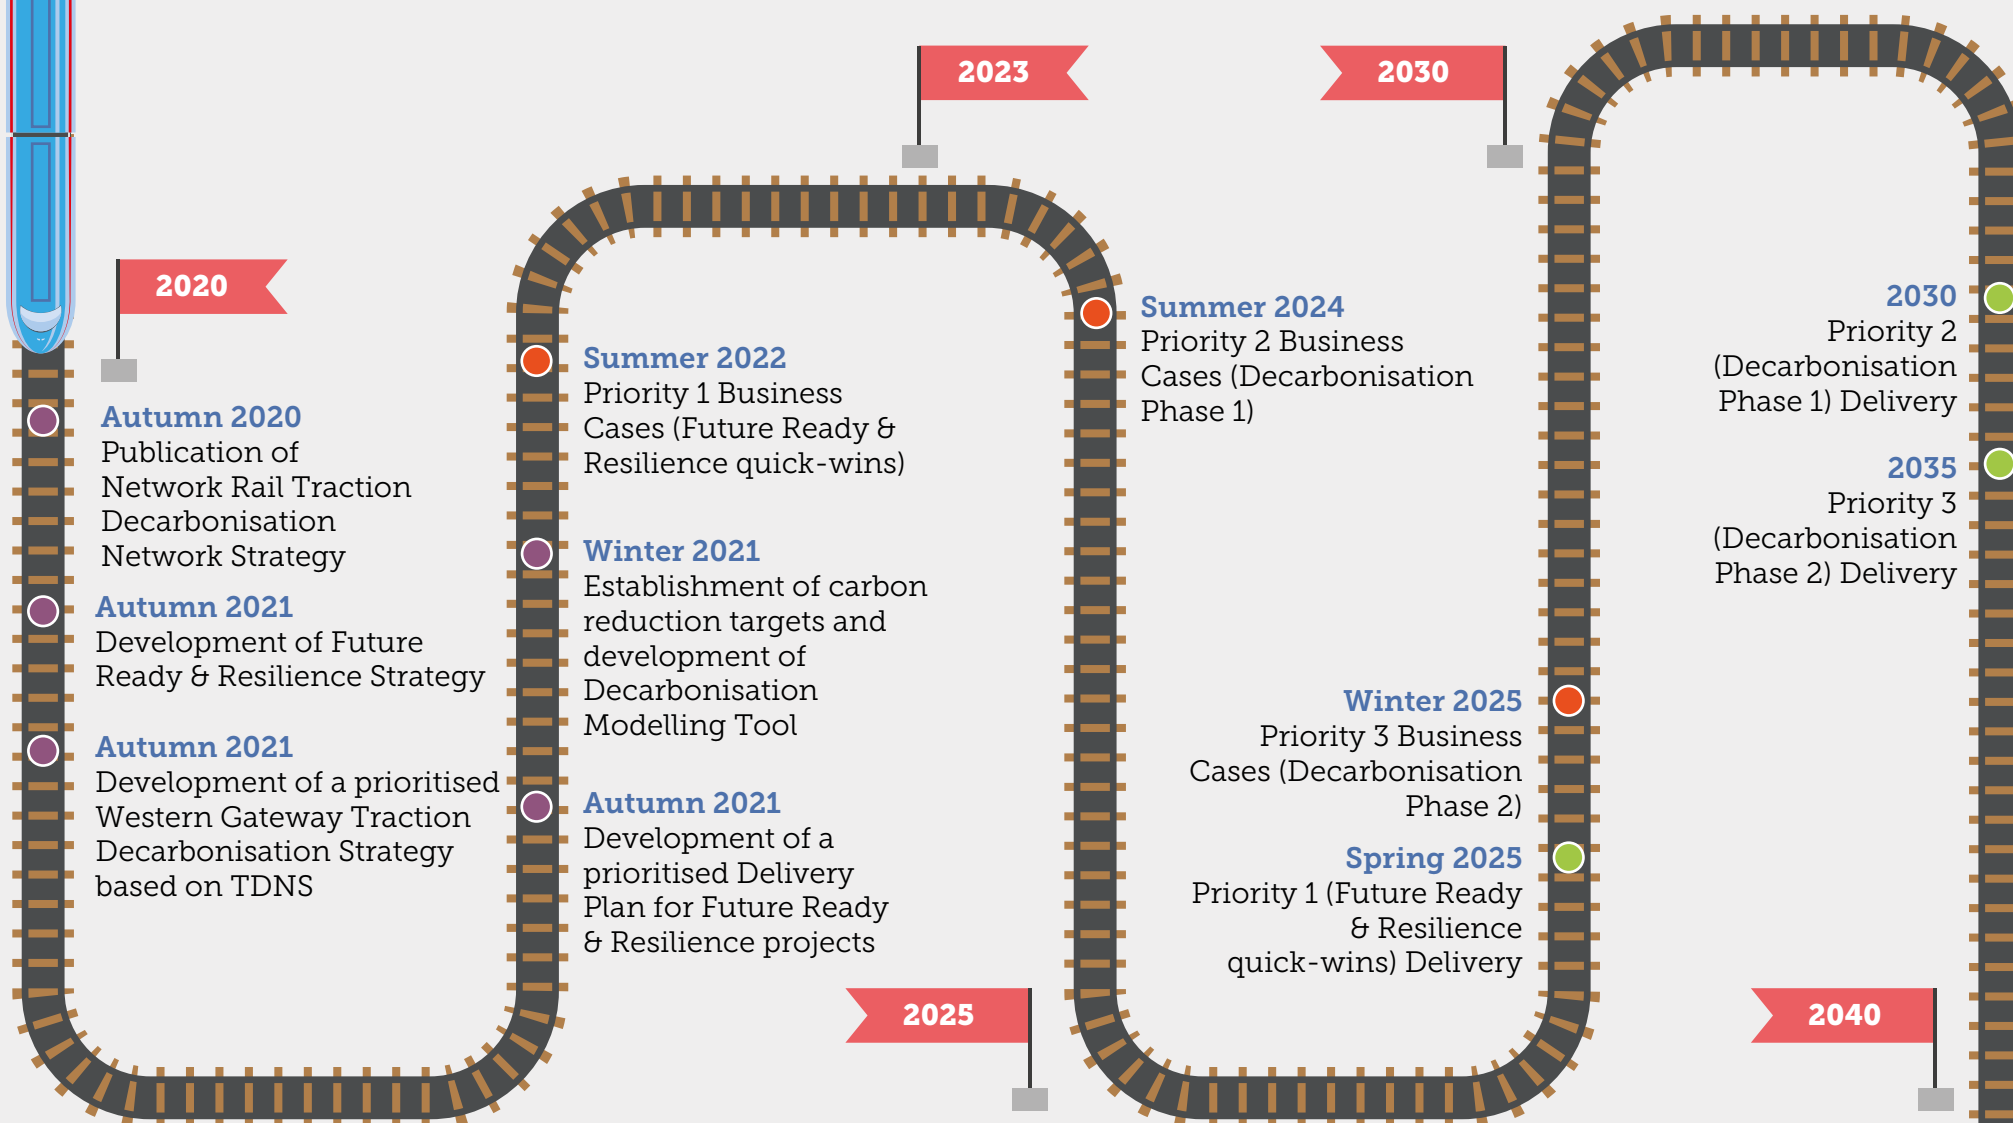 2020
Autumn 2020
Publication of
Network Rail Traction
Decarbonisation
Network Strategy
Autumn 2021
Development of Future
Ready & Resilience Strategy
Autumn 2021
Development of a prioritised
Western Gateway Traction
Decarbonisation Strategy
based on TDNS
Summer 2022
Priority 1 Business
Cases (Future Ready &
Resilience quick-wins)
Winter 2021
Establishment of carbon
reduction targets and
development of
Decarbonisation
Modelling Tool
Autumn 2021
Development of a
prioritised Delivery
Plan for Future Ready
& Resilience projects
2023
Summer 2024
Priority 2 Business
Cases (Decarbonisation
Phase 1)
2025
Winter 2025
Priority 3 Business
Cases (Decarbonisation
Phase 2)
Spring 2025
Priority 1 (Future Ready
& Resilience
quick-wins) Delivery
2030
2030
Priority 2
(Decarbonisation
Phase 1) Delivery
2035
Priority 3
(Decarbonisation
Phase 2) Delivery
2040